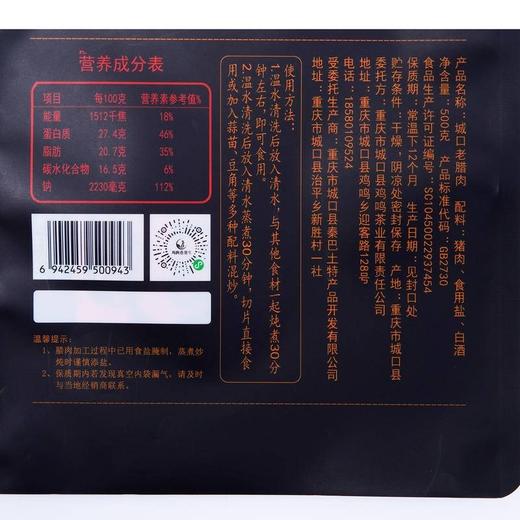 营养成分表
项目 每100克 营养素参考值%
能量 1512千焦 18%
蛋白质 27.4克 46%
脂肪 20.7克 35%
碳水化合物 16.5克 6%
钠 2230毫克 112%
6 942459 500943
温馨提示：
1、腊肉加工过程中已用食盐腌制，蒸煮炒
炖时谨慎添盐。
2、保质期内若发现真空内袋漏气，请及时
与当地经销商联系。
产品名称：城口老腊肉 配料：猪肉、食用盐、白酒
净含量：500克 产品标准代码：GB2730
食品生产许可证编号：SC10450022937454
保质期：常温下12个月 生产日期：见封口处
贮存条件：干燥、阴凉处密封保存 产地：重庆市城口县
委托方：重庆市城口县鸡鸣茶业有限责任公司
地址：重庆市城口县鸡鸣乡迎客路128号
电话：18580109224
受委托生产商：重庆市城口县秦巴土特产品开发有限公司
地址：重庆市城口县治平乡新胜村一社
使用方法：
1.温水清洗后放入清水，与其他食材一起炖煮30分
钟左右，即可食用。
2.温水清洗后放入清水蒸煮30分钟，切片直接食
用或加入蒜苗、豆角等多种配料混炒。